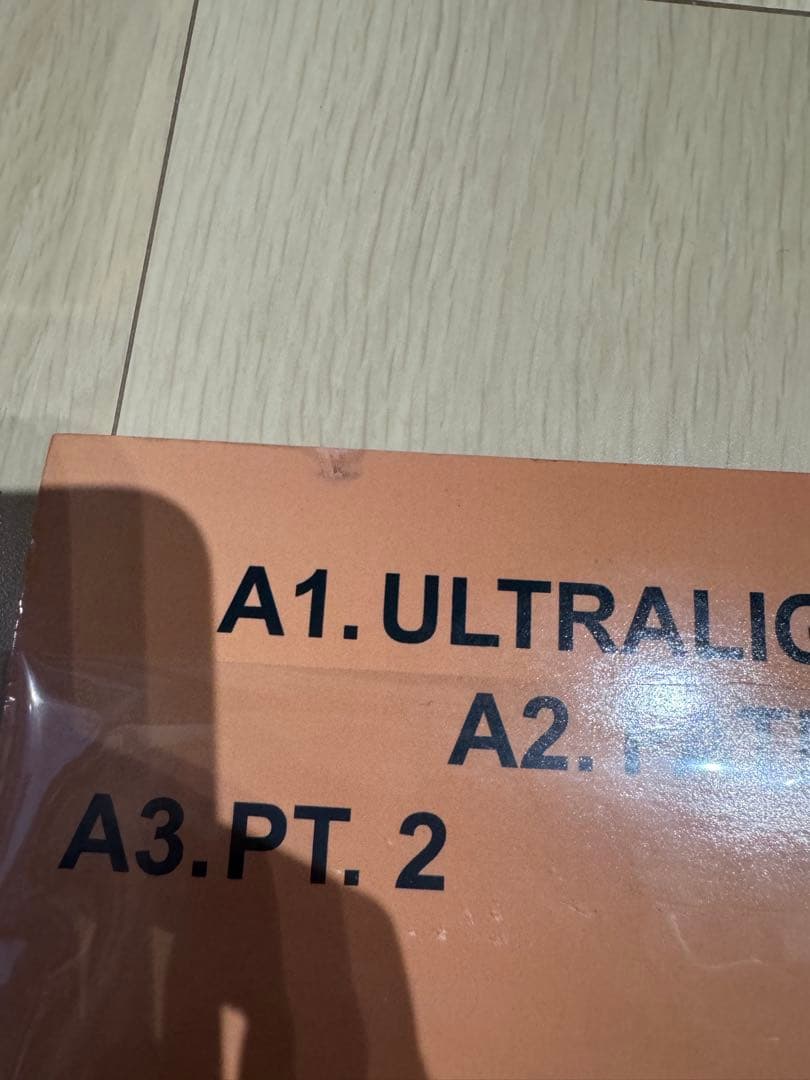 A1. ULTRALIG
A2.
A3. PT. 2